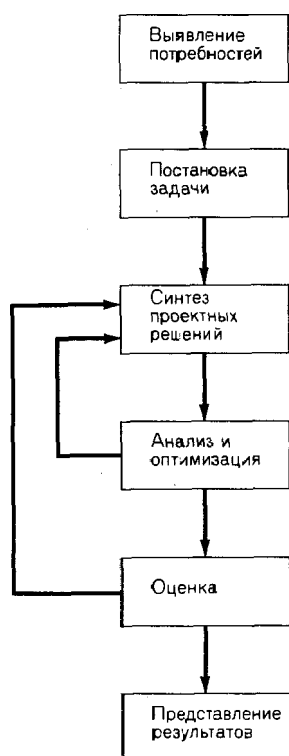 Выявление
потребностей
Постановка
задачи
Синтез
проектных
решений
Анализ и
оптимизация
Оценка
Представление
результатов